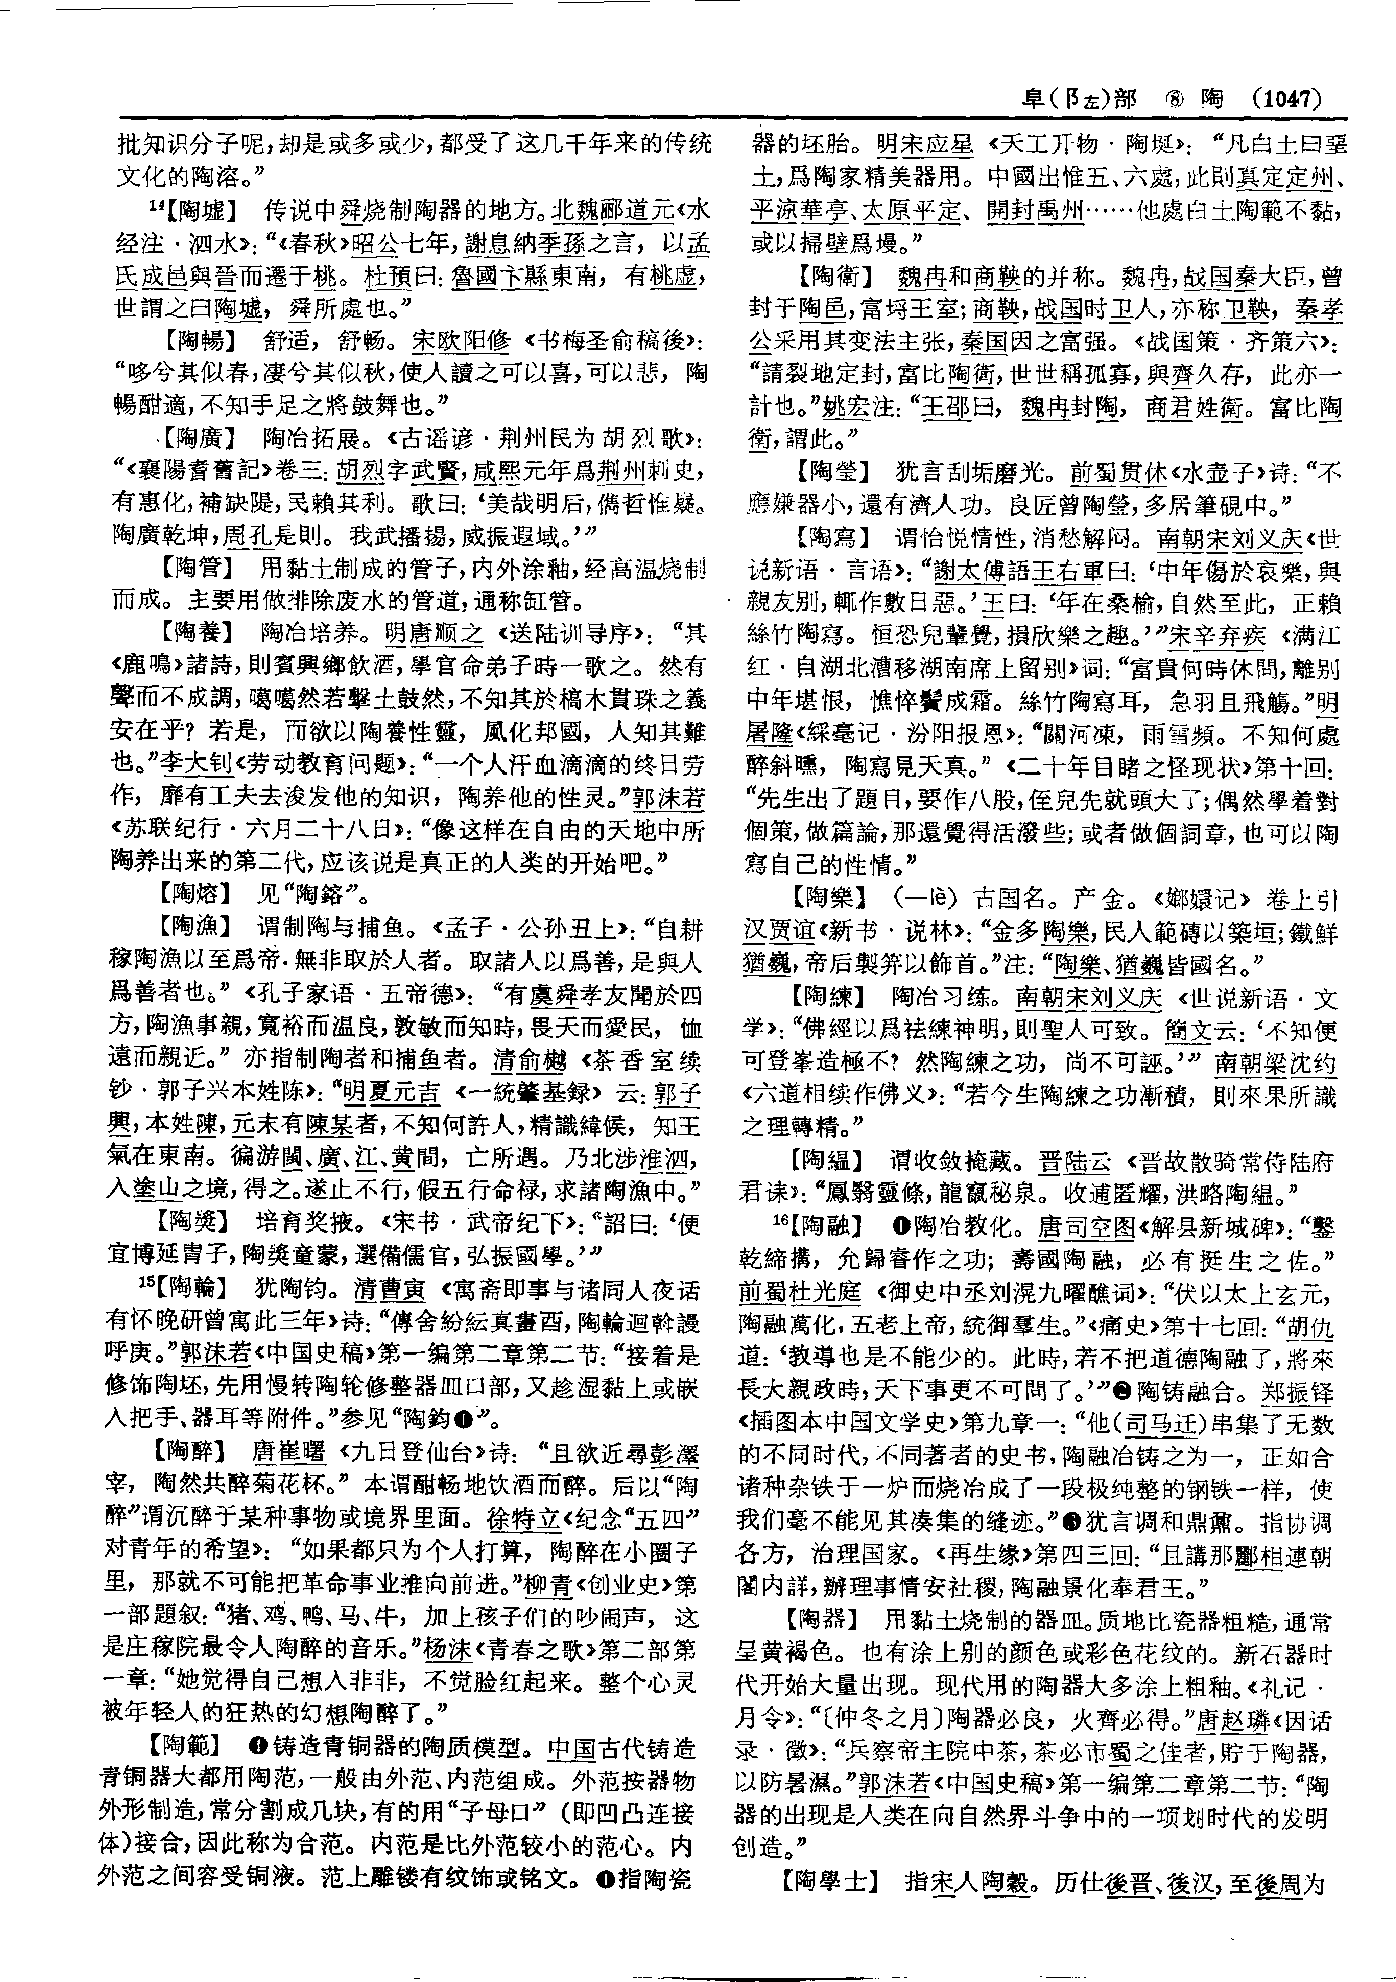 阜(阝左)部 ⑧ 陶 (1047)
批知识分子呢,却是或多或少,都受了这几千年来的传统
文化的陶溶。”
14【陶墟】 传说中舜烧制陶器的地方。北魏郦道元《水
经注·泗水》:“《春秋》昭公七年,謝息納季孫之言, 以孟
氏成邑與晉而遷于桃。杜預曰:魯國卞縣東南, 有桃虚,
世謂之曰陶墟, 舜所處也。”
【陶暢】 舒适, 舒畅。宋欧阳修《书梅圣俞稿後》:
“哆兮其似春,凄兮其似秋,使人讀之可以喜,可以悲, 陶
暢酣適,不知手足之將鼓舞也。”
【陶廣】 陶冶拓展。《古谣谚·荆州民为胡烈歌》:
“《襄陽耆舊記》卷三:胡烈字武賢,咸熙元年爲荆州刺史,
有惠化,補缺隄,民賴其利。歌曰:‘美哉明后,儁哲惟嶷。
陶廣乾坤,周孔是則。我武播揚,威振遐域。’”
【陶管】 用黏土制成的管子,内外涂釉,经高温烧制
而成。主要用做排除废水的管道,通称缸管。
【陶養】 陶冶培养。明唐顺之《送陆训导序》: “其
《鹿鳴》諸詩,則賓興鄉飲酒,學官命弟子時一歌之。然有
聲而不成調,噶噶然若擊土鼓然,不知其於槁木貫珠之義
安在乎? 若是, 而欲以陶養性靈, 風化邦國, 人知其難
也。”李大钊《劳动教育问题》:“一个人汗血滴滴的终日劳
作, 靡有工夫去浚发他的知识, 陶养他的性灵。”郭沫若
《苏联纪行·六月二十八日》:“像这样在自由的天地中所
陶养出来的第二代,应该说是真正的人类的开始吧。”
【陶熔】 见“陶鎔”。
【陶漁】 谓制陶与捕鱼。《孟子·公孙丑上》:“自耕
稼陶漁以至爲帝,無非取於人者。取諸人以爲善,是與人
爲善者也。”《孔子家语·五帝德》: “有虞舜孝友聞於四
方,陶漁事親,寬裕而温良,敦敏而知時,畏天而愛民, 恤
遠而親近。” 亦指制陶者和捕鱼者。清俞樾《茶香室续
钞·郭子兴本姓陈》:“明夏元吉《一統肇基録》云:郭子
興,本姓陳,元末有陳某者,不知何許人,精識緯候, 知王
氣在東南。徧游閩、廣、江、黄間, 亡所遇。乃北涉淮泗,
入塗山之境,得之。遂止不行,假五行命禄,求諸陶漁中。”
【陶獎】 培育奖掖。《宋书·武帝纪下》:“詔曰:‘便
宜博延胄子,陶獎童蒙,選備儒官,弘振國學。’”
15【陶輪】 犹陶钧。清曹寅《寓斋即事与诸同人夜话
有怀晚研曾寓此三年》诗:“傳舍紛紜真畫酉,陶輪迴斡謾
呼庚。”郭沫若《中国史稿》第一编第二章第二节:“接着是
修饰陶坯,先用慢转陶轮修整器皿口部,又趁湿黏上或嵌
入把手、器耳等附件。”参见“陶鈞❶”。
【陶醉】 唐崔曙《九日登仙台》诗: “且欲近尋彭澤
宰, 陶然共醉菊花杯。” 本谓酣畅地饮酒而醉。后以“陶
醉”谓沉醉于某种事物或境界里面。徐特立《纪念“五四”
对青年的希望》: “如果都只为个人打算, 陶醉在小圈子
里, 那就不可能把革命事业推向前进。”柳青《创业史》第
一部题叙:“猪、鸡、鸭、马、牛, 加上孩子们的吵闹声, 这
是庄稼院最令人陶醉的音乐。”杨沫《青春之歌》第二部第
一章:“她觉得自己想入非非, 不觉脸红起来。整个心灵
被年轻人的狂热的幻想陶醉了。”
【陶範】 ❶铸造青铜器的陶质模型。中国古代铸造
青铜器大都用陶范,一般由外范、内范组成。外范按器物
外形制造,常分割成几块,有的用“子母口” (即凹凸连接
体)接合,因此称为合范。内范是比外范较小的范心。内
外范之间容受铜液。范上雕镂有纹饰或铭文。❶指陶瓷
器的坯胎。明宋应星《天工开物·陶埏》: “凡白土曰堊
土,爲陶家精美器用。中國出惟五、六處,此則真定定州、
平涼華亭、太原平定、 開封禹州……他處白土陶範不黏,
或以掃壁爲墁。”
【陶衛】 魏冉和商鞅的并称。魏冉,战国秦大臣,曾
封于陶邑,富埒王室;商鞅,战国时卫人,亦称卫鞅, 秦孝
公采用其变法主张,秦国因之富强。《战国策·齐策六》:
“請裂地定封,富比陶衛,世世稱孤寡,與齊久存, 此亦一
計也。”姚宏注:“王邵曰, 魏冉封陶, 商君姓衛。富比陶
衛,謂此。”
【陶瑩】 犹言刮垢磨光。前蜀贯休《水壶子》诗:“不
應嫌器小,還有濟人功。良匠曾陶瑩,多居筆硯中。”
【陶寫】 谓怡悦情性,消愁解闷。南朝宋刘义庆《世
说新语·言语》:“謝太傅語王右軍曰:‘中年傷於哀樂,與
親友别,輒作數日惡。’王曰:‘年在桑榆,自然至此, 正賴
絲竹陶寫。恒恐兒輩覺,損欣樂之趣。’”宋辛弃疾《满江
红·自湖北漕移湖南席上留别》词:“富貴何時休問,離别
中年堪恨, 憔悴鬢成霜。絲竹陶寫耳, 急羽且飛觴。”明
屠隆《綵毫记·汾阳报恩》:“關河凍, 雨雪頻。不知何處
醉斜曛, 陶寫見天真。”《二十年目睹之怪现状》第十回:
“先生出了題目,要作八股,侄兒先就頭大了;偶然學着對
個策,做篇論,那還覺得活潑些;或者做個詞章,也可以陶
寫自己的性情。”
【陶樂】 (—lè) 古国名。产金。《嫏嬛记》卷上引
汉贾谊《新书·说林》:“金多陶樂,民人範磚以築垣;鐵鮮
猶巍,帝后製笄以飾首。”注:“陶樂、猶巍皆國名。”
【陶練】 陶冶习练。南朝宋刘义庆《世说新语·文
学》:“佛經以爲祛練神明,則聖人可致。簡文云:‘不知便
可登峯造極不? 然陶練之功, 尚不可誣。’” 南朝梁沈约
《六道相续作佛义》:“若今生陶練之功漸積, 則來果所識
之理轉精。”
【陶緼】 谓收敛掩藏。晋陆云《晋故散骑常侍陆府
君诔》:“鳳翳靈條,龍竄秘泉。收逋匿耀,洪略陶緼。”
16【陶融】 ❶陶冶教化。唐司空图《解县新城碑》:“鑿
乾締搆, 允歸睿作之功; 壽國陶融, 必有挺生之佐。”
前蜀杜光庭《御史中丞刘滉九曜醮词》:“伏以太上玄元,
陶融萬化,五老上帝,統御羣生。”《痛史》第十七回:“胡仇
道:‘教導也是不能少的。此時,若不把道德陶融了,將來
長大親政時,天下事更不可問了。’”❷陶铸融合。郑振铎
《插图本中国文学史》第九章一:“他(司马迁)串集了无数
的不同时代,不同著者的史书,陶融冶铸之为一, 正如合
诸种杂铁于一炉而烧冶成了一段极纯整的钢铁一样, 使
我们毫不能见其凑集的缝迹。”❸犹言调和鼎鼐。指协调
各方, 治理国家。《再生缘》第四三回:“且講那酈相連朝
閣内詳,辦理事情安社稷,陶融景化奉君王。”
【陶器】 用黏土烧制的器皿。质地比瓷器粗糙,通常
呈黄褐色。也有涂上别的颜色或彩色花纹的。新石器时
代开始大量出现。现代用的陶器大多涂上粗釉。《礼记·
月令》:“〔仲冬之月〕陶器必良, 火齊必得。”唐赵璘《因话
录·徵》:“兵察帝主院中茶,茶必市蜀之佳者,貯于陶器,
以防暑濕。”郭沫若《中国史稿》第一编第二章第二节:“陶
器的出现是人类在向自然界斗争中的一项划时代的发明
创造。”
【陶學士】 指宋人陶穀。历仕後晋、後汉,至後周为